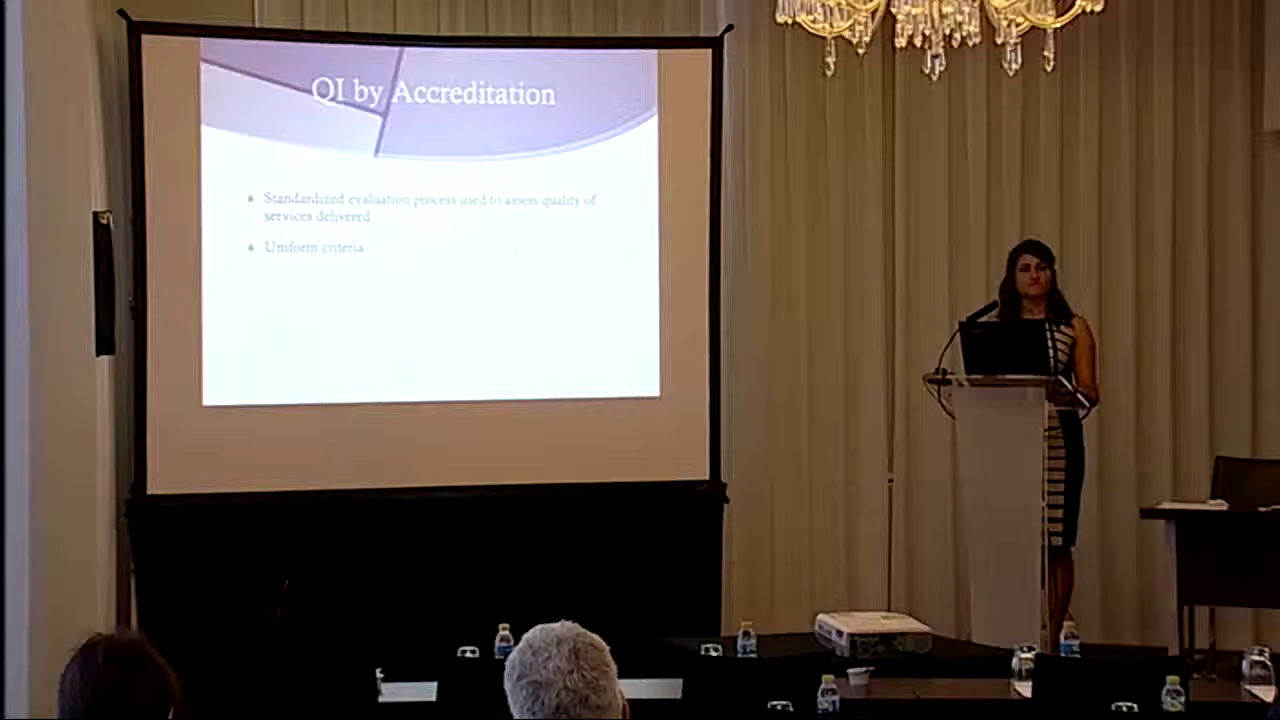 QI by Accreditation
Standardized evaluation process used to assess quality of
services delivered
Uniform criteria